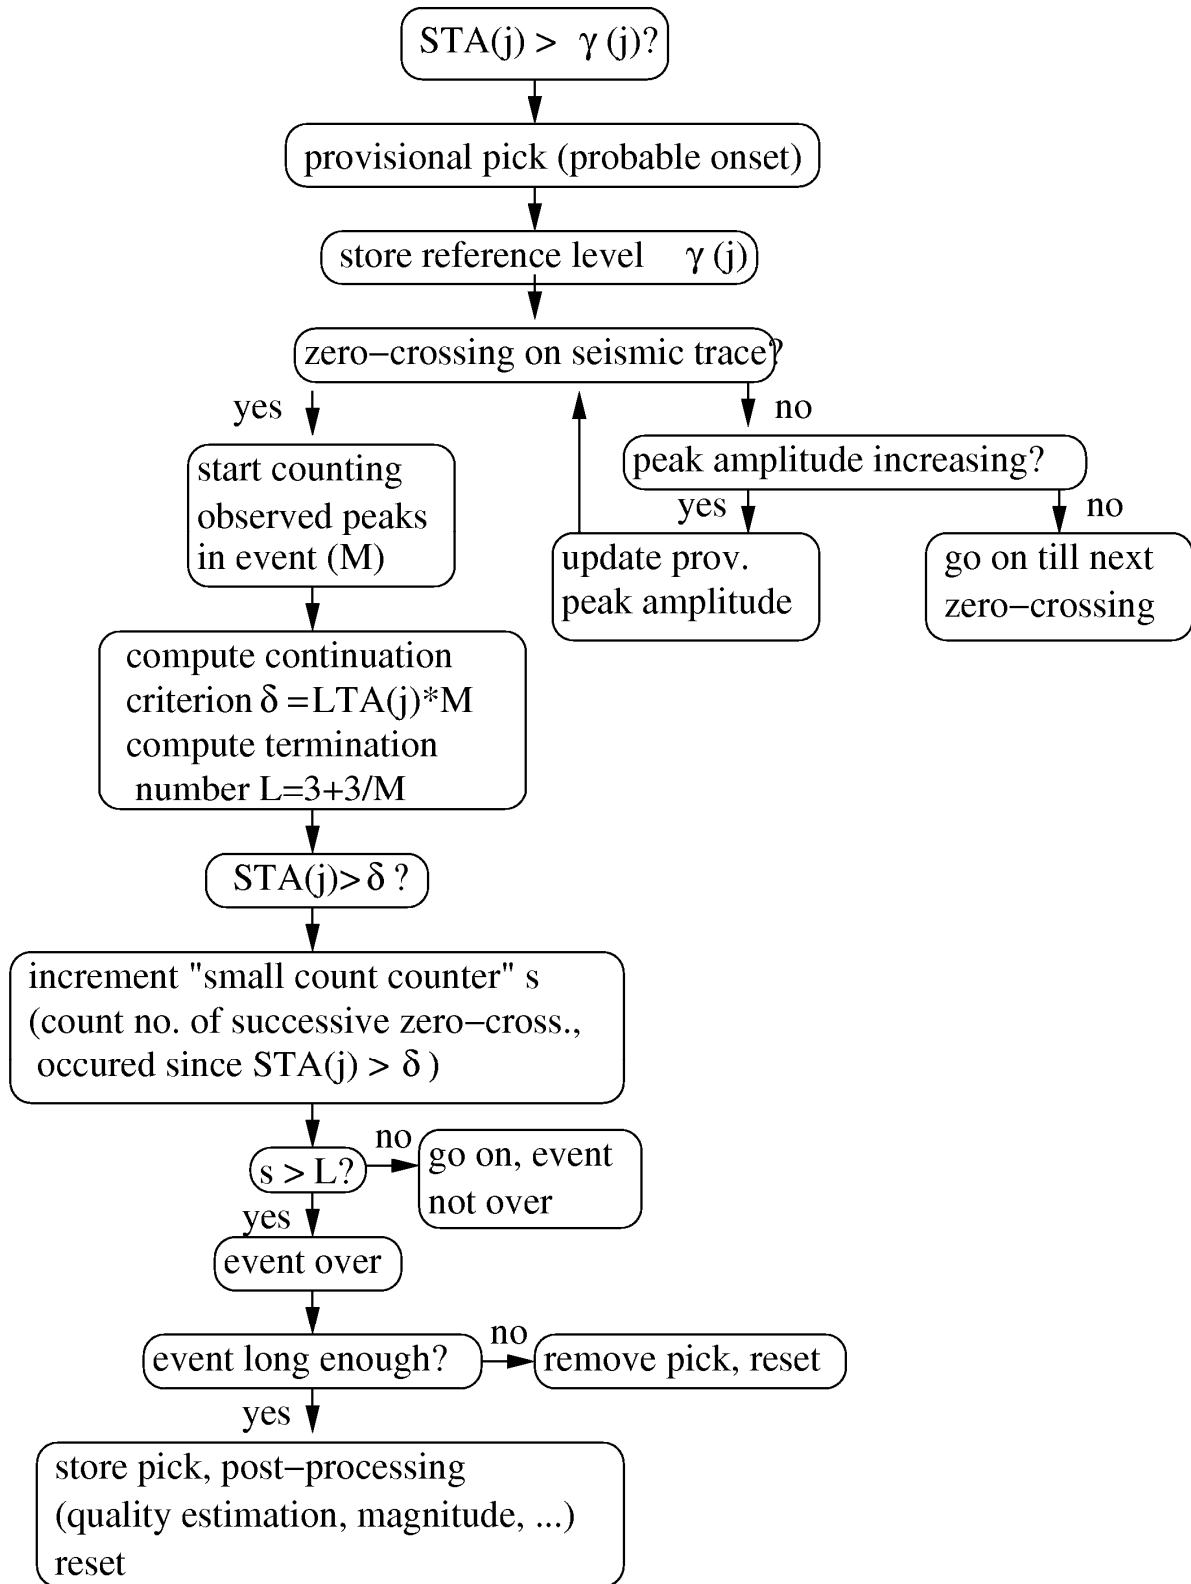 STA(j) > γ (j)?
provisional pick (probable onset)
store reference level γ (j)
zero−crossing on seismic trace?
yes
no
start counting
observed peaks
in event (M)
peak amplitude increasing?
yes
no
update prov.
peak amplitude
go on till next
zero−crossing
compute continuation
criterion δ =LTA(j)*M
compute termination
number L=3+3/M
STA(j)>δ ?
increment "small count counter" s
(count no. of successive zero−cross.,
occured since STA(j) > δ )
s > L?
no
go on, event
not over
yes
event over
event long enough?
no
remove pick, reset
yes
store pick, post−processing
(quality estimation, magnitude, ...)
reset